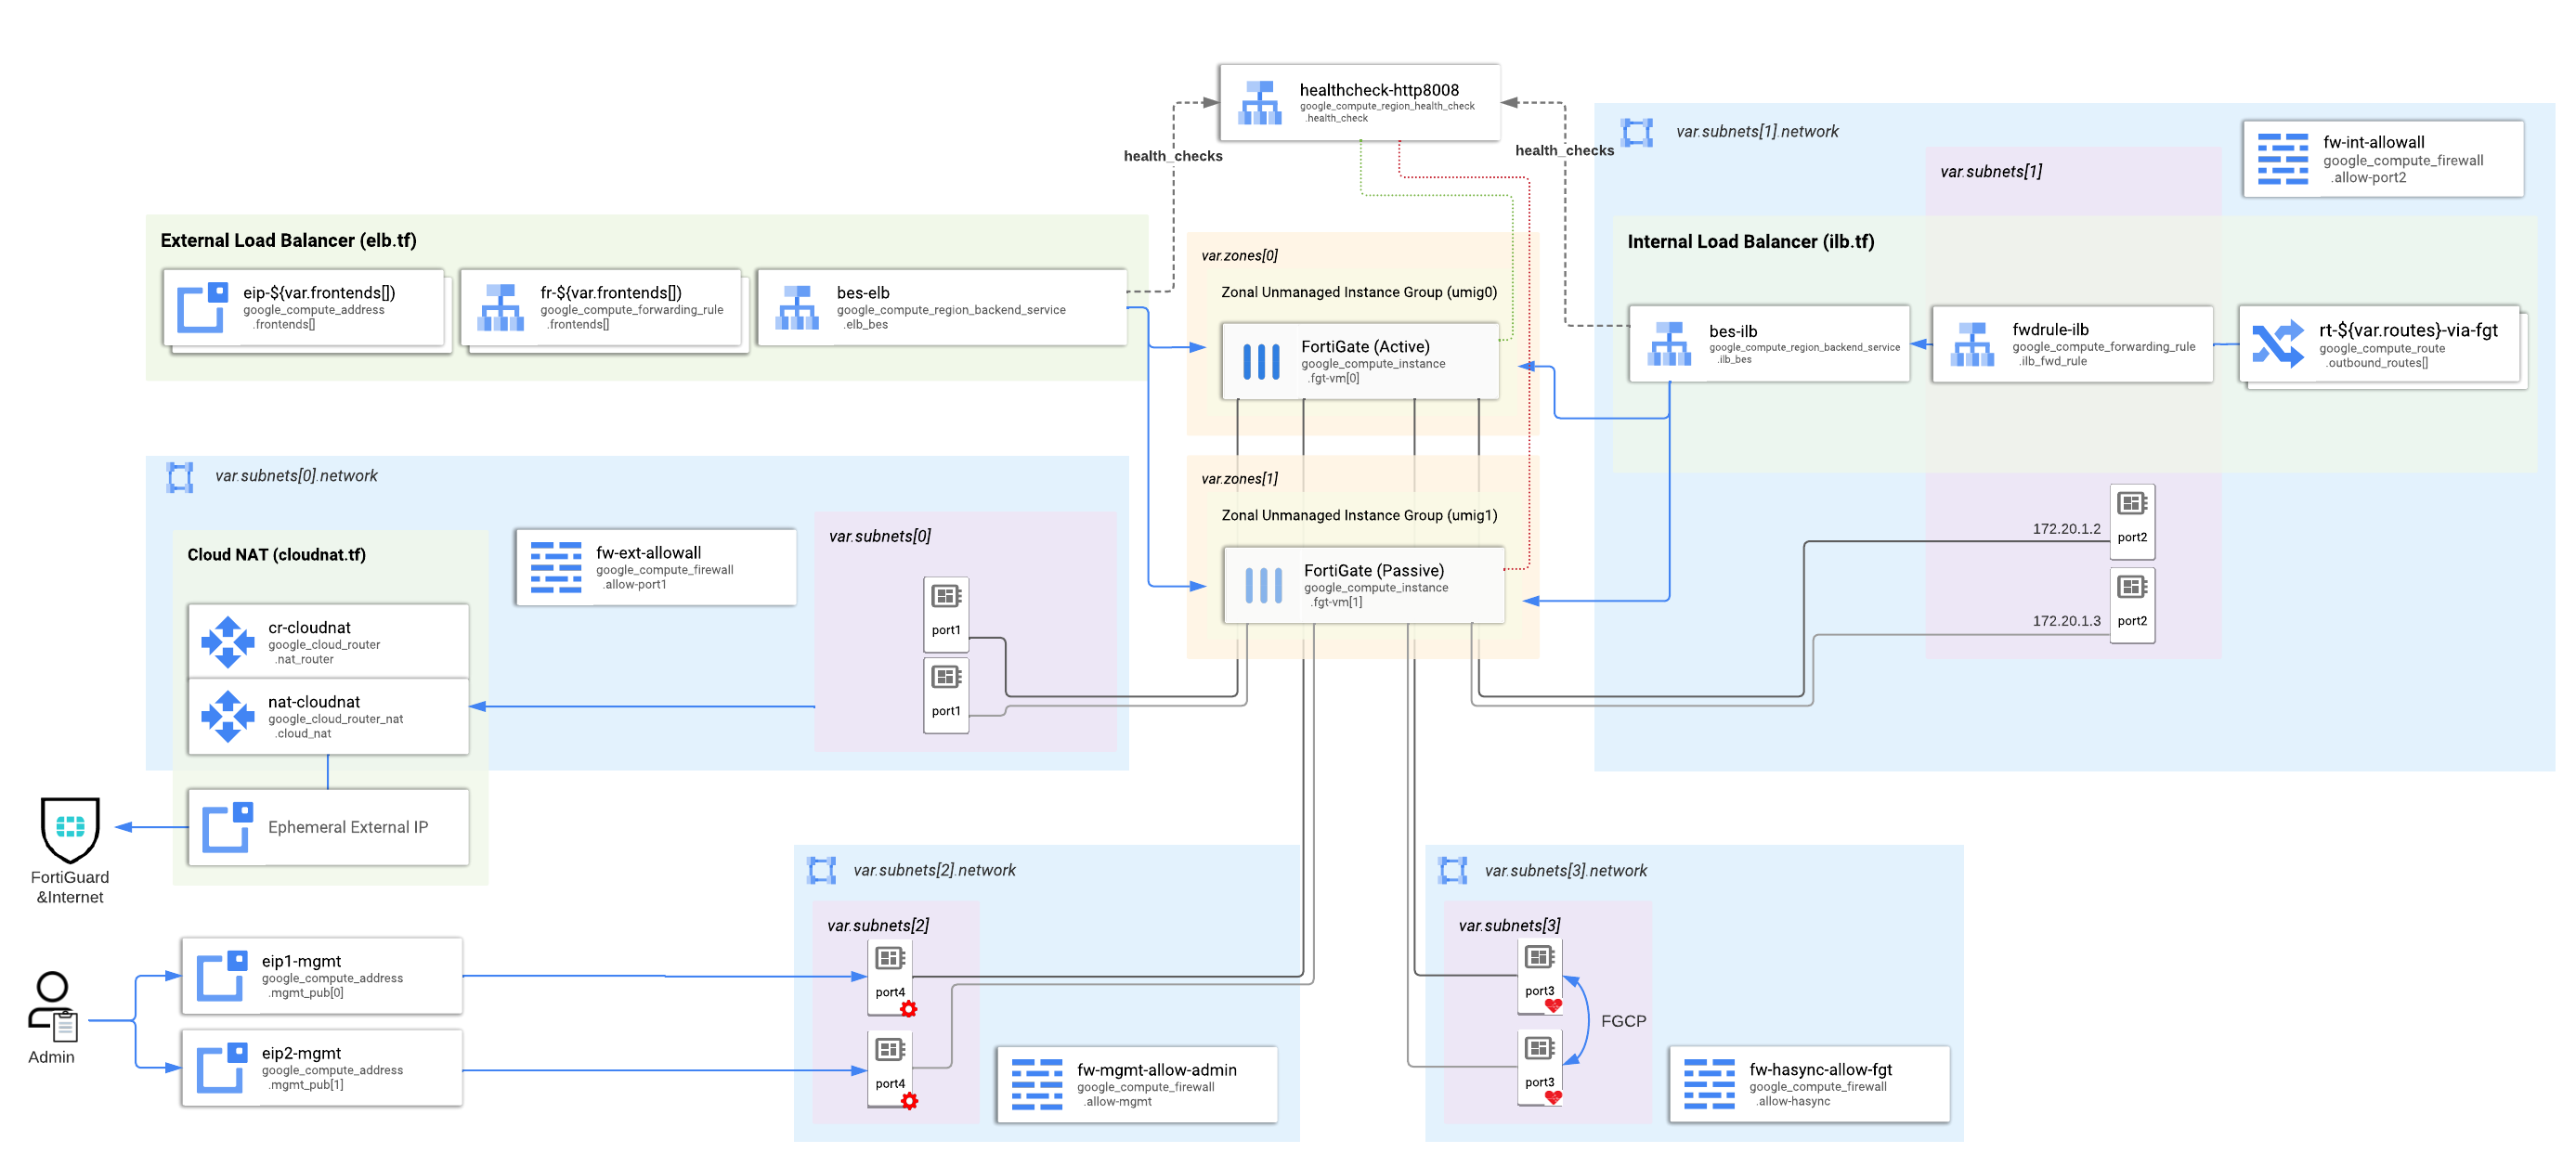 healthcheck-http8008
google_compute_region_health_check
.health_check
health_checks
health_checks
var.subnets[1].network
fw-int-allowall
google_compute_firewall
.allow-port2
var.subnets[1]
External Load Balancer (elb.tf)
eip-${var.frontends[])
google_compute_address
.frontends[]
fr-${var.frontends[])
google_compute_forwarding_rule
.frontends[]
bes-elb
google_compute_region_backend_service
.elb_bes
var.zones[0]
Zonal Unmanaged Instance Group (umig0)
FortiGate (Active)
google_compute_instance
.fgt-vm[0]
Internal Load Balancer (ilb.tf)
bes-ilb
google_compute_region_backend_service
.ilb_bes
fwdrule-ilb
google_compute_forwarding_rule
.ilb_fwd_rule
rt-${var.routes}-via-fgt
google_compute_route
.outbound_routes[]
var.zones[1]
Zonal Unmanaged Instance Group (umig1)
FortiGate (Passive)
google_compute_instance
.fgt-vm[1]
var.subnets[0].network
Cloud NAT (cloudnat.tf)
fw-ext-allowall
google_compute_firewall
.allow-port1
var.subnets[0]
port1
port1
172.20.1.2
port2
172.20.1.3
port2
cr-cloudnat
google_cloud_router
.nat_router
nat-cloudnat
google_cloud_router_nat
.cloud_nat
Ephemeral External IP
FortiGuard
&Internet
var.subnets[2].network
var.subnets[2]
port4
port4
fw-mgmt-allow-admin
google_compute_firewall
.allow-mgmt
var.subnets[3].network
var.subnets[3]
port3
port3
FGCP
fw-hasync-allow-fgt
google_compute_firewall
.allow-hasync
eip1-mgmt
google_compute_address
.mgmt_pub[0]
Admin
eip2-mgmt
google_compute_address
.mgmt_pub[1]